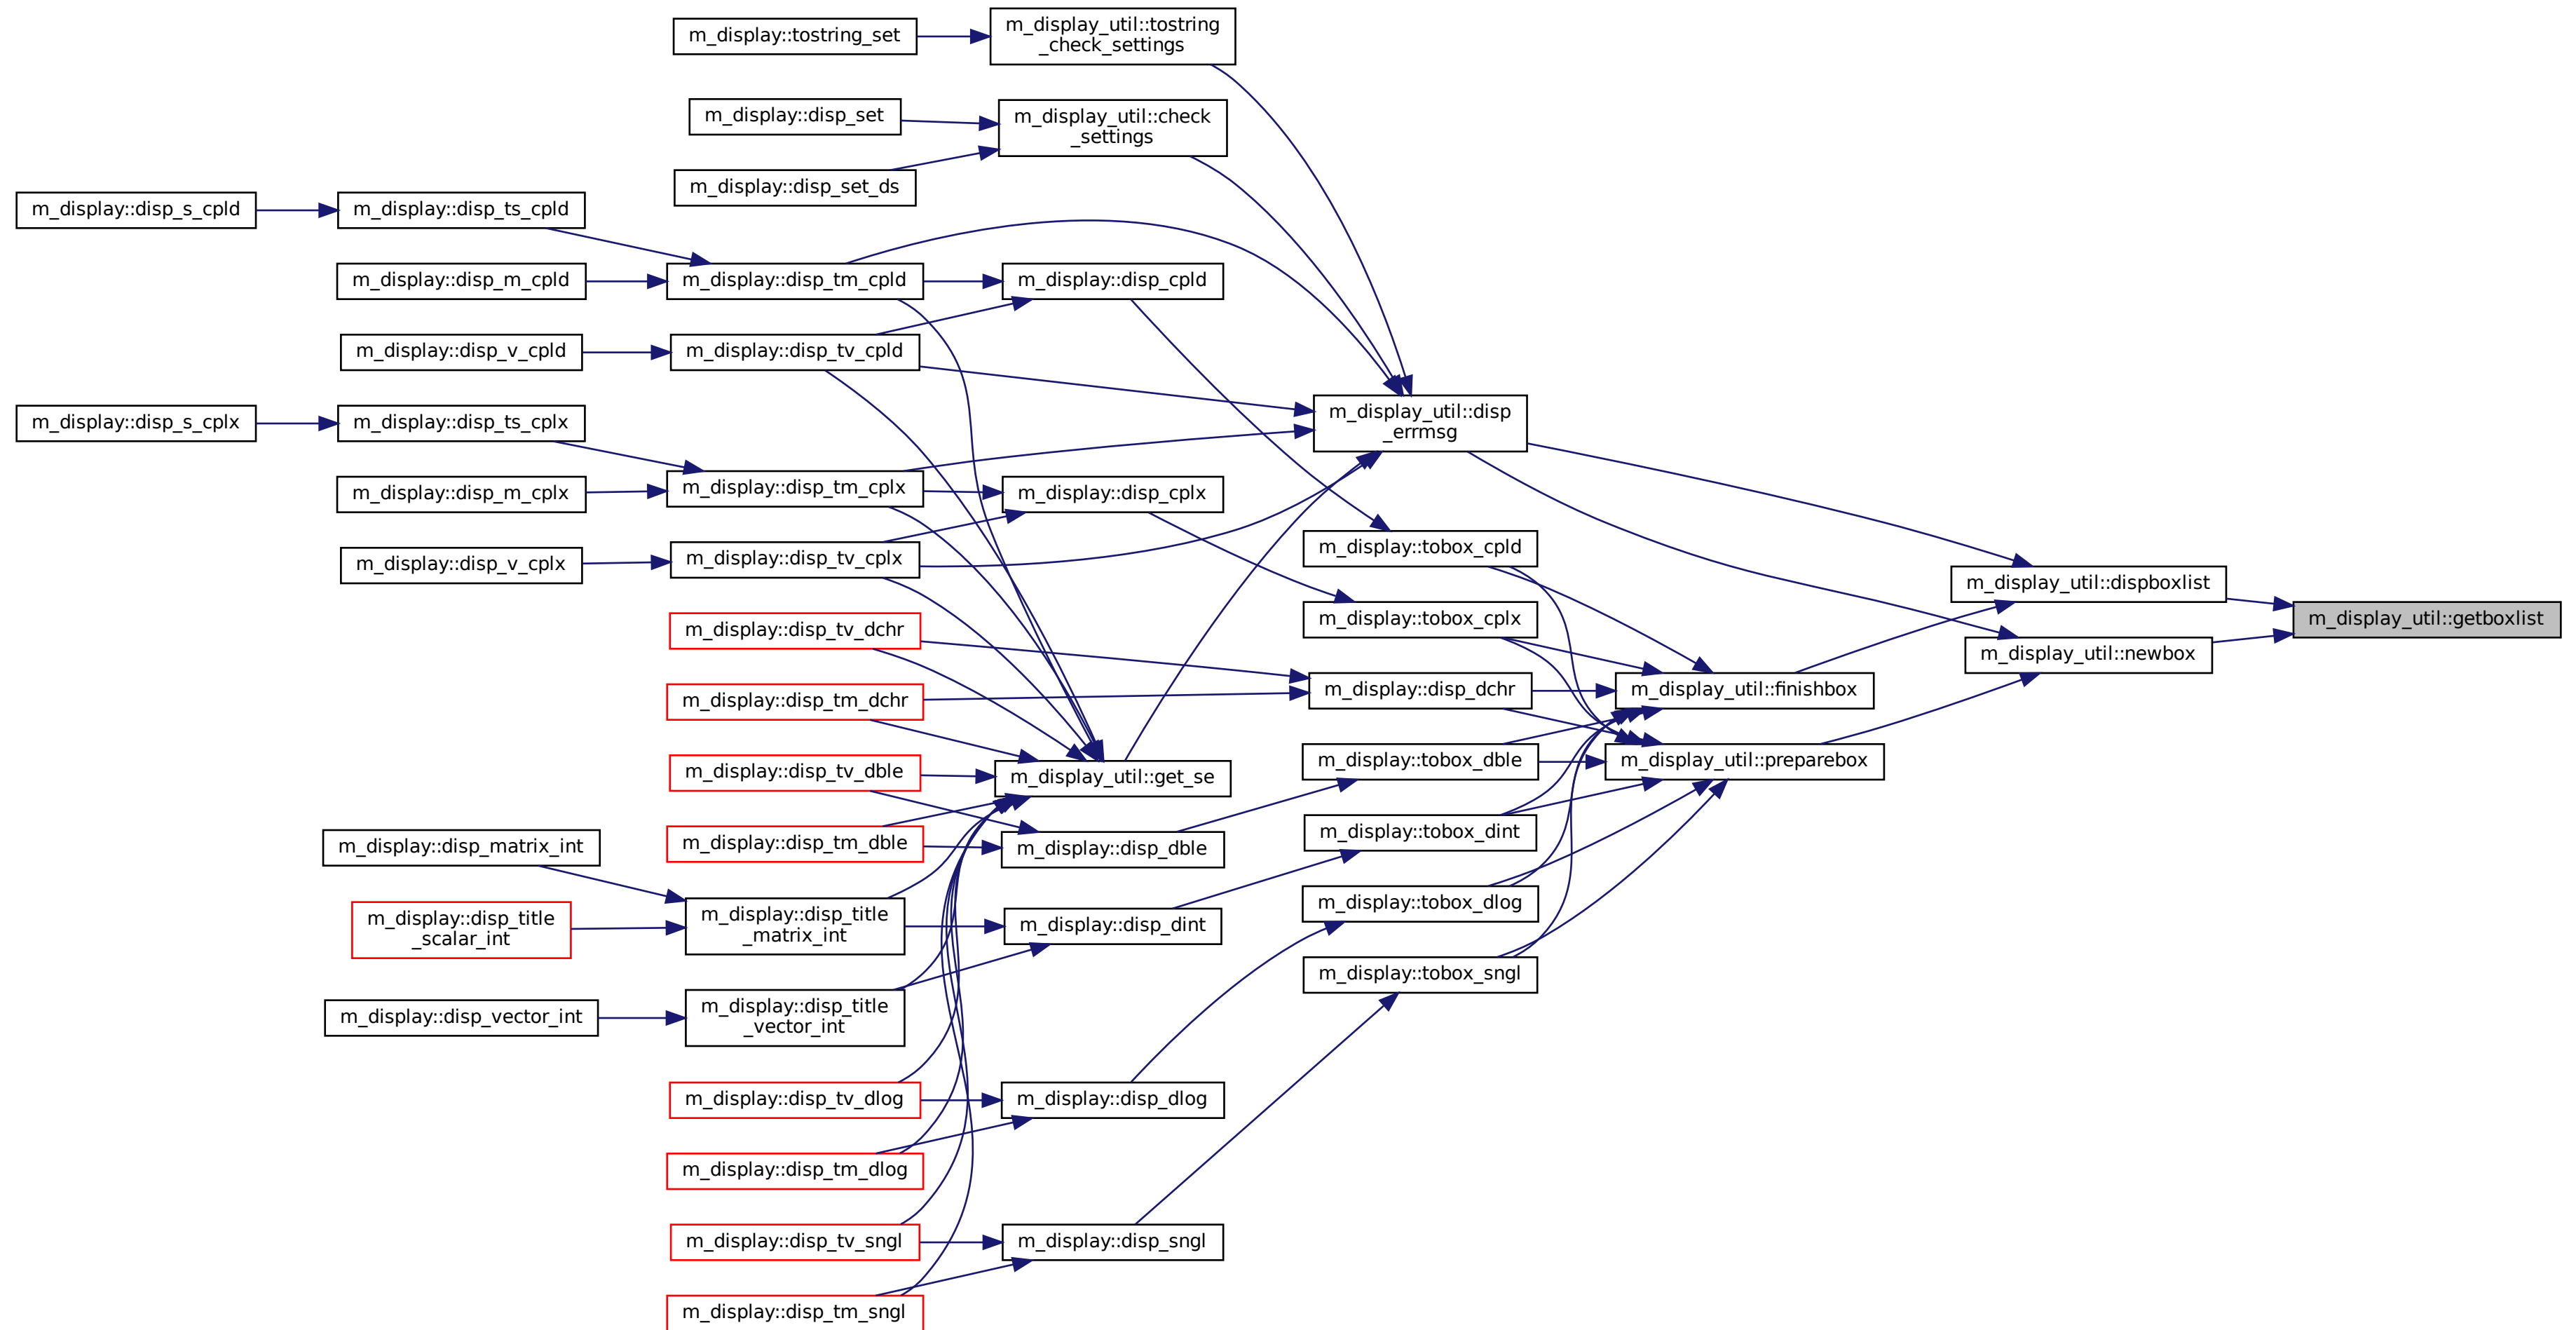 m_display::tostring_set
m_display_util::tostring
_check_settings
m_display::disp_set
m_display_util::check
_settings
m_display::disp_set_ds
m_display::disp_s_cpld
m_display::disp_ts_cpld
m_display::disp_m_cpld
m_display::disp_tm_cpld
m_display::disp_cpld
m_display::disp_v_cpld
m_display::disp_tv_cpld
m_display_util::disp
_errmsg
m_display::disp_s_cplx
m_display::disp_ts_cplx
m_display::disp_m_cplx
m_display::disp_tm_cplx
m_display::disp_cplx
m_display::tobox_cpld
m_display::disp_v_cplx
m_display::disp_tv_cplx
m_display_util::dispboxlist
m_display::tobox_cplx
m_display_util::getboxlist
m_display::disp_tv_dchr
m_display_util::newbox
m_display::disp_tm_dchr
m_display::disp_dchr
m_display_util::finishbox
m_display::disp_tv_dble
m_display_util::get_se
m_display::tobox_dble
m_display_util::preparebox
m_display::disp_matrix_int
m_display::disp_tm_dble
m_display::disp_dble
m_display::tobox_dint
m_display::disp_title
_scalar_int
m_display::disp_title
_matrix_int
m_display::disp_dint
m_display::tobox_dlog
m_display::tobox_sngl
m_display::disp_vector_int
m_display::disp_title
_vector_int
m_display::disp_tv_dlog
m_display::disp_dlog
m_display::disp_tm_dlog
m_display::disp_tv_sngl
m_display::disp_sngl
m_display::disp_tm_sngl